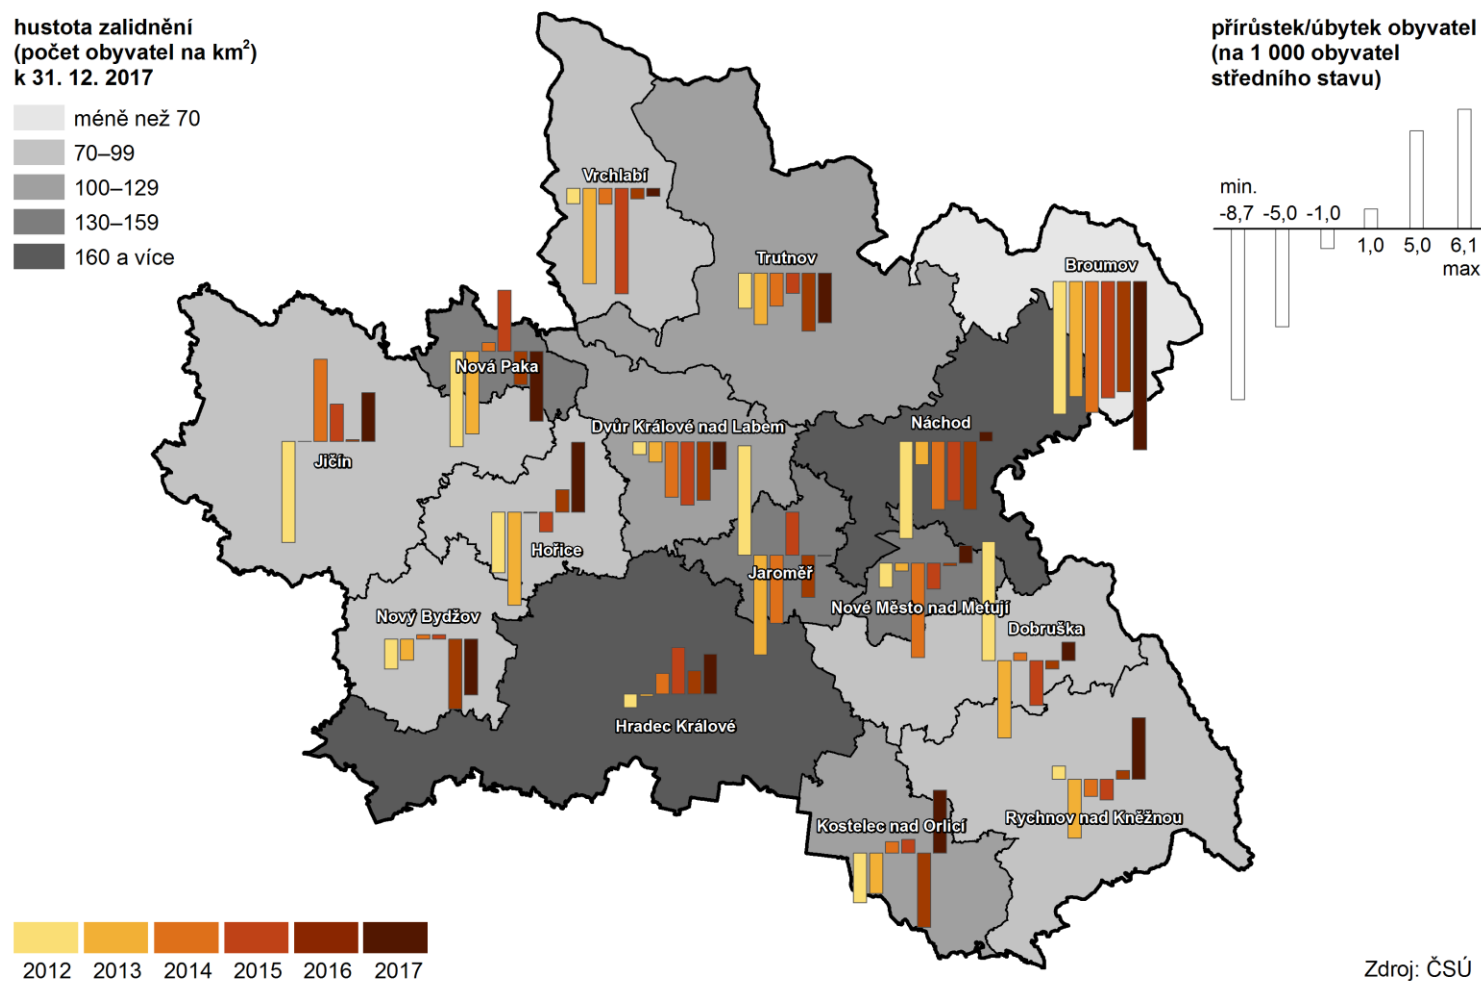 hustota zalidnění
(počet obyvatel na km²)
k 31. 12. 2017
méně než 70
70–99
100–129
130–159
160 a více
přírůstek/úbytek obyvatel
(na 1 000 obyvatel
středního stavu)
min.
-8,7 -5,0 -1,0
1,0 5,0 6,1
max
Vrchlabí
Trutnov
Broumov
Nová Paka
Dvůr Králové nad Labem
Náchod
Jičín
Hořice
Jaroměř
Nové Město nad Metují
Nový Bydžov
Dobruška
Hradec Králové
Rychnov nad Kněžnou
Kostelec nad Orlicí
2012 2013 2014 2015 2016 2017
Zdroj: ČSÚ